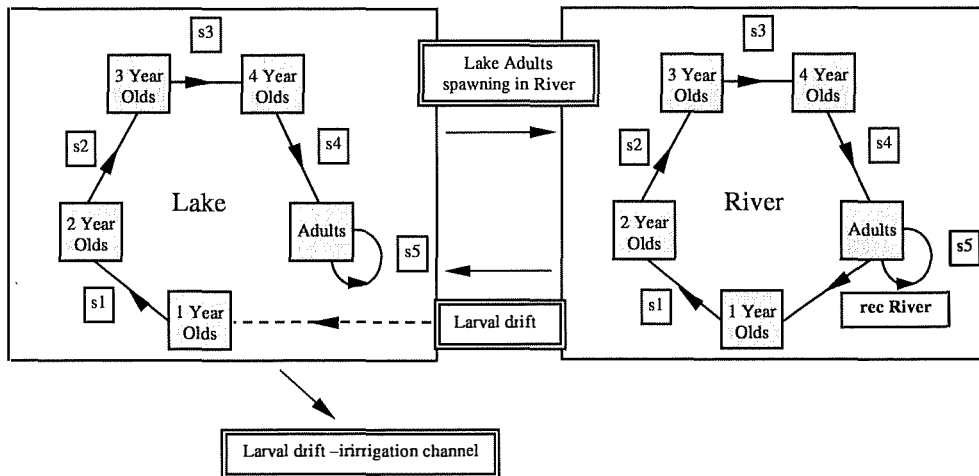 s3
3 Year
Olds
4 Year
Olds
s2
s4
Lake
2 Year
Olds
Adults
s5
s1
1 Year
Olds
Lake Adults
spawning in River
Larval drift
s3
3 Year
Olds
4 Year
Olds
s2
s4
River
2 Year
Olds
Adults
s5
s1
1 Year
Olds
rec River
Larval drift –irirrigation channel